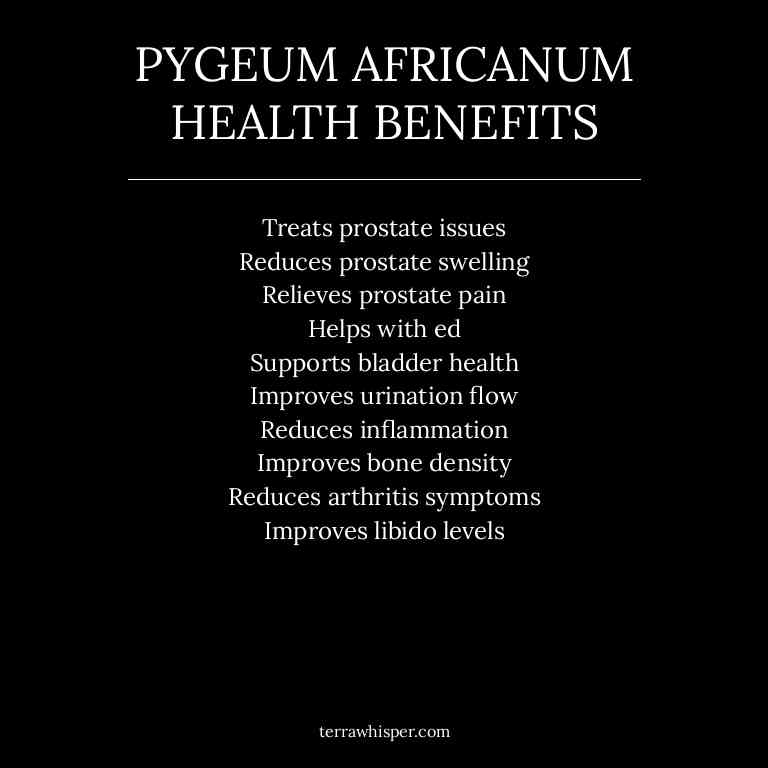 PYGEUM AFRICANUM
HEALTH BENEFITS
Treats prostate issues
Reduces prostate swelling
Relieves prostate pain
Helps with ed
Supports bladder health
Improves urination flow
Reduces inflammation
Improves bone density
Reduces arthritis symptoms
Improves libido levels
terrawhisper.com